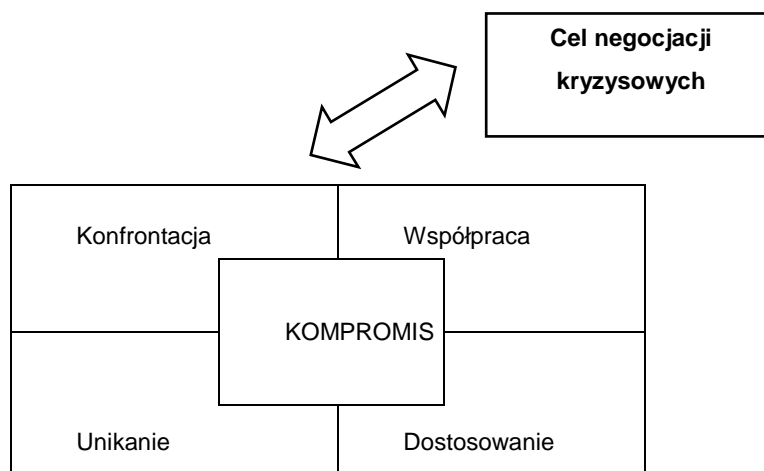 Cel negocjacji
kryzysowych
Konfrontacja
Współpraca
KOMPROMIS
Unikanie
Dostosowanie